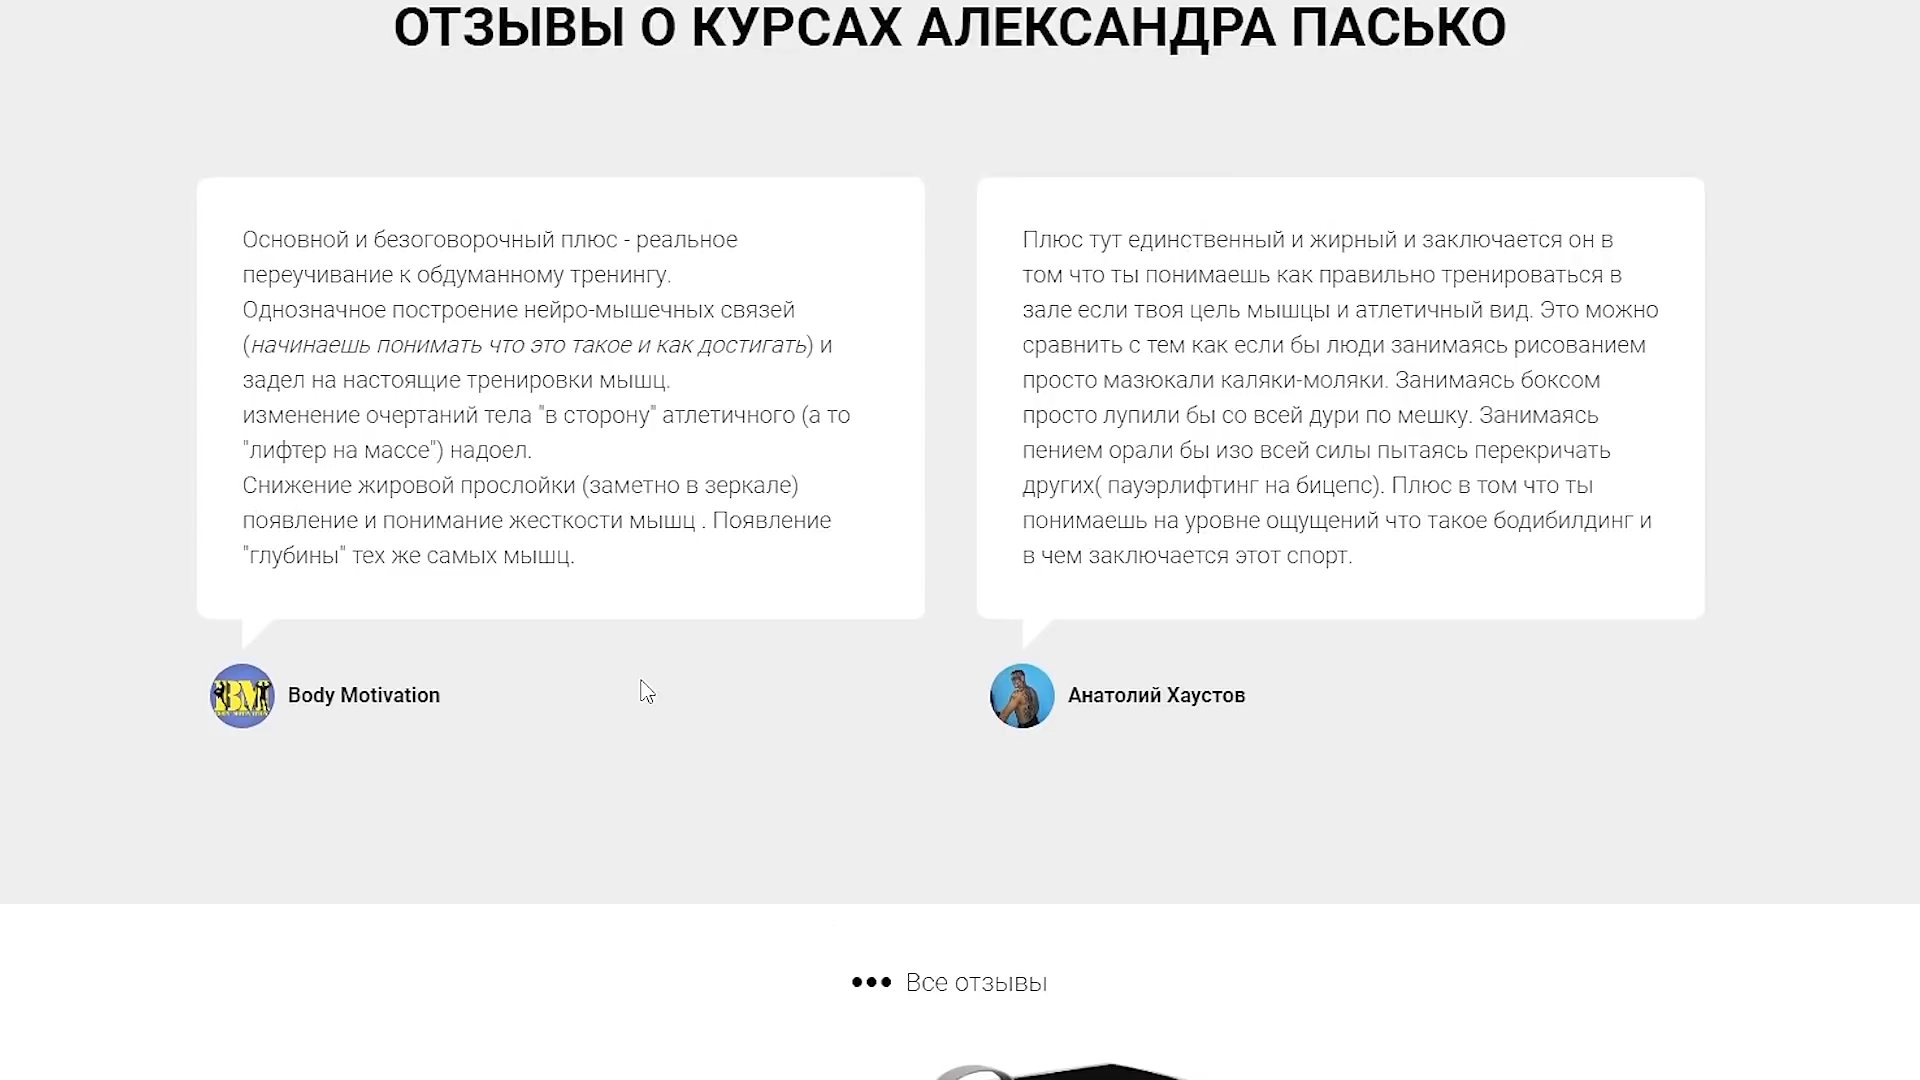 ОТЗЫВЫ О КУРСАХ АЛЕКСАНДРА ПАСЬКО
Основной и безоговорочный плюс - реальное
переучивание к обдуманному тренингу.
Однозначное построение нейро-мышечных связей
(начинаешь понимать что это такое и как достигать) и
задел на настоящие тренировки мышц.
изменение очертаний тела "в сторону" атлетичного (а то
"лифтер на массе") надоел.
Снижение жировой прослойки (заметно в зеркале)
появление и понимание жесткости мышц . Появление
"глубины" тех же самых мышц.
Body Motivation
Плюс тут единственный и жирный и заключается он в
том что ты понимаешь как правильно тренироваться в
зале если твоя цель мышцы и атлетичный вид. Это можно
сравнить с тем как если бы люди занимаясь рисованием
просто мазюкали каляки-моляки. Занимаясь боксом
просто лупили бы со всей дури по мешку. Занимаясь
пением орали бы изо всей силы пытаясь перекричать
других( пауэрлифтинг на бицепс). Плюс в том что ты
понимаешь на уровне ощущений что такое бодибилдинг и
в чем заключается этот спорт.
Анатолий Хаустов
Все отзывы